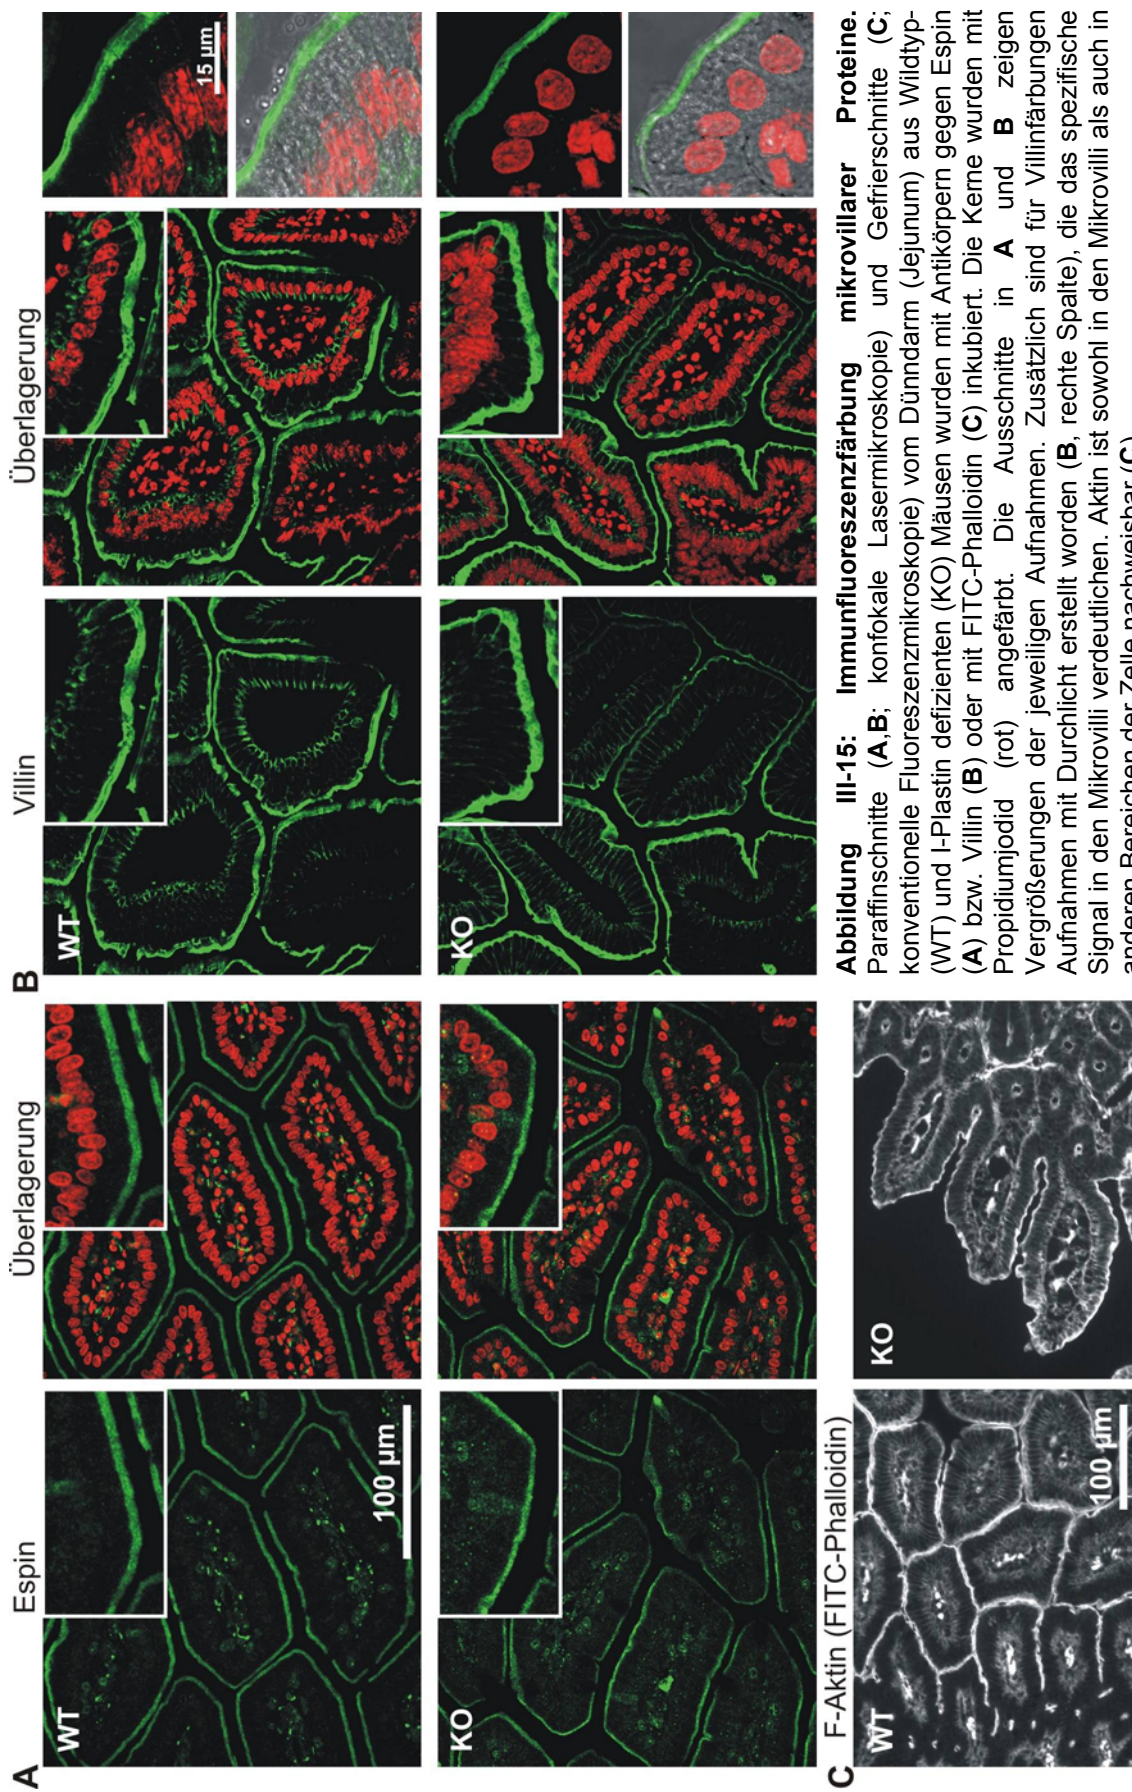 A
Espin
Überlagerung
WT
100 µm
KO
B
Villin
Überlagerung
WT
15 µm
KO
C
F-Aktin (FITC-Phalloidin)
WT
100 µm
KO
Abbildung III-15: Immunfluoreszenzfärbung mikrovillarer Proteine.
Paraffinschnitte (A,B; konfokale Lasermikroskopie) und Gefrierschnitte (C;
konventionelle Fluoreszenzmikroskopie) vom Dünndarm (Jejunum) aus Wildtyp-
(WT) und I-Plastin defizienten (KO) Mäusen wurden mit Antikörpern gegen Espin
(A) bzw. Villin (B) oder mit FITC-Phalloidin (C) inkubiert. Die Kerne wurden mit
Propidiumjodid (rot) angefärbt. Die Ausschnitte in A und B zeigen
Vergrößerungen der jeweiligen Aufnahmen. Zusätzlich sind für Villinfärbungen
Aufnahmen mit Durchlicht erstellt worden (B, rechte Spalte), die das spezifische
Signal in den Mikrovilli verdeutlichen. Aktin ist sowohl in den Mikrovilli als auch in
anderen Bereichen der Zelle nachweisbar (C).